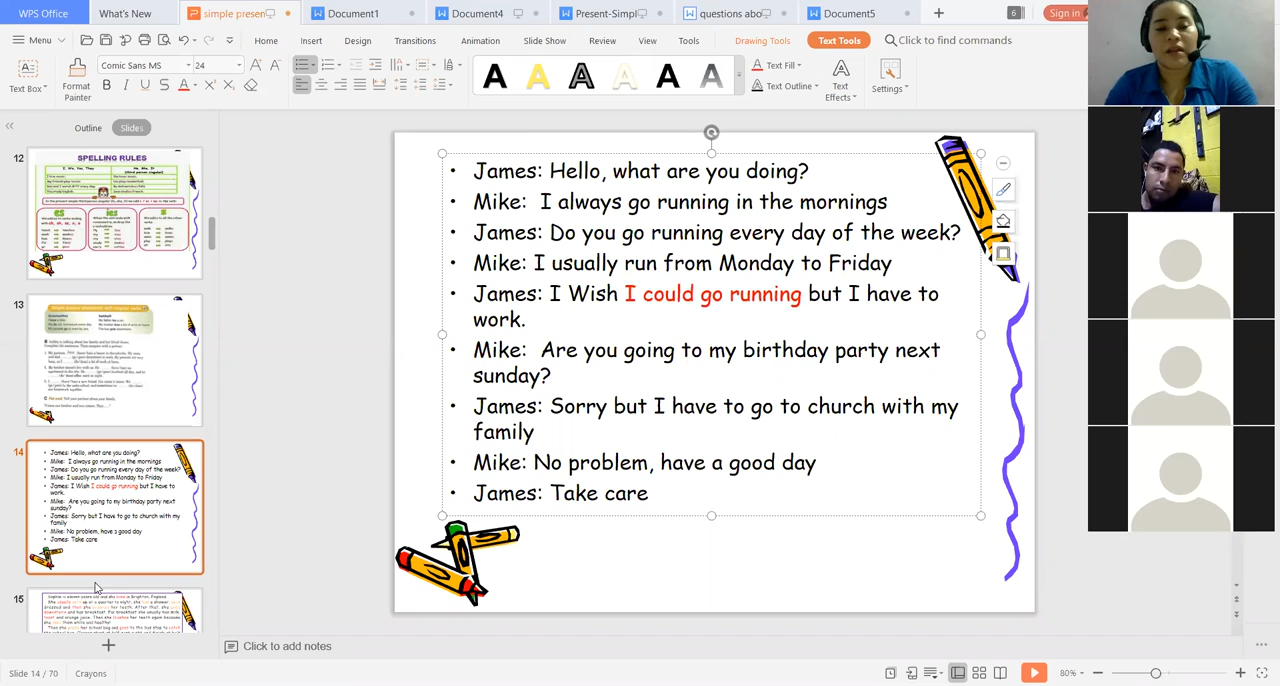 WPS Office
What's New
simple presen
Document1
Document4
Present-Simpl
questions abo
Document5
6
Sign in
Menu
Home
Insert
Design
Transitions
Animation
Slide Show
Review
View
Tools
Drawing Tools
Text Tools
Click to find commands
Text Box
Format
Painter
Comic Sans MS
24
Text Fill
Text Outline
Text
Effects
Settings
Outline
Slides
12
SPELLING RULES
13
14
15
• James: Hello, what are you doing?
• Mike: I always go running in the mornings
• James: Do you go running every day of the week?
• Mike: I usually run from Monday to Friday
• James: I Wish I could go running but I have to
work.
• Mike: Are you going to my birthday party next
sunday?
• James: Sorry but I have to go to church with my
family
• Mike: No problem, have a good day
• James: Take care
Click to add notes
Slide 14 / 70
Crayons
80%